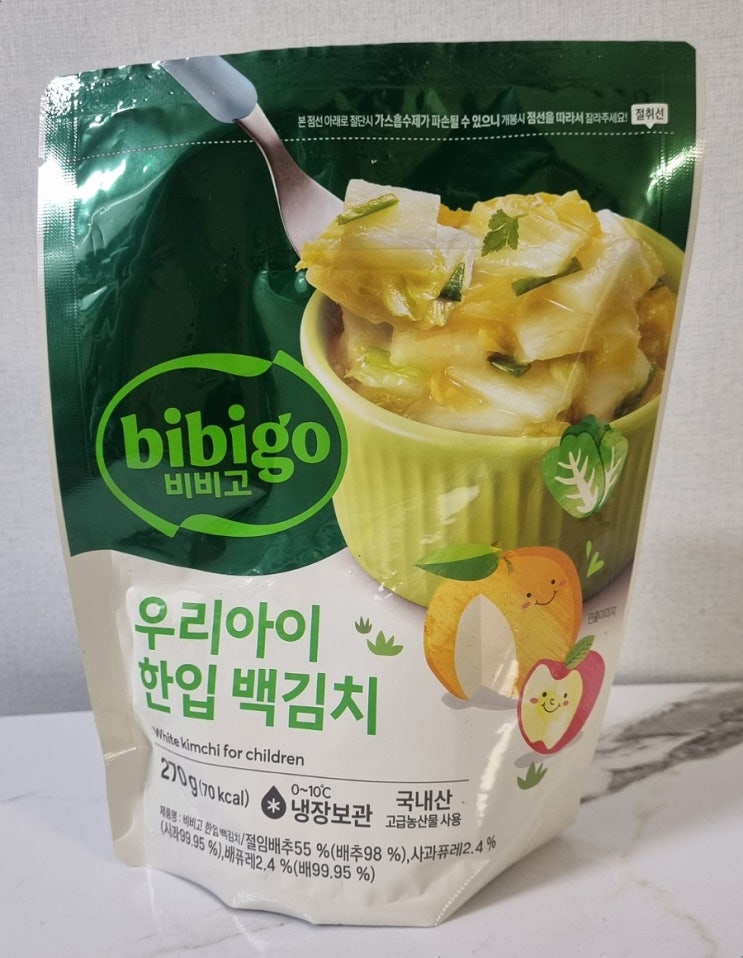 본 점선 아래로 절단시 가스흡수제가 파손될 수 있으니 개봉시 점선을 따라서 잘라주세요! 절취선
bibigo
비비고
연출이미지
우리아이
한입 백김치
White kimchi for children
270 g (70 kcal)
0~10℃
냉장보관
국내산
고급농산물 사용
제품명 : 비비고 한입 백김치/절임배추55 %(배추98 %),사과퓨레2.4 %
(사과99.95 %),배퓨레2.4 %(배99.95 %)